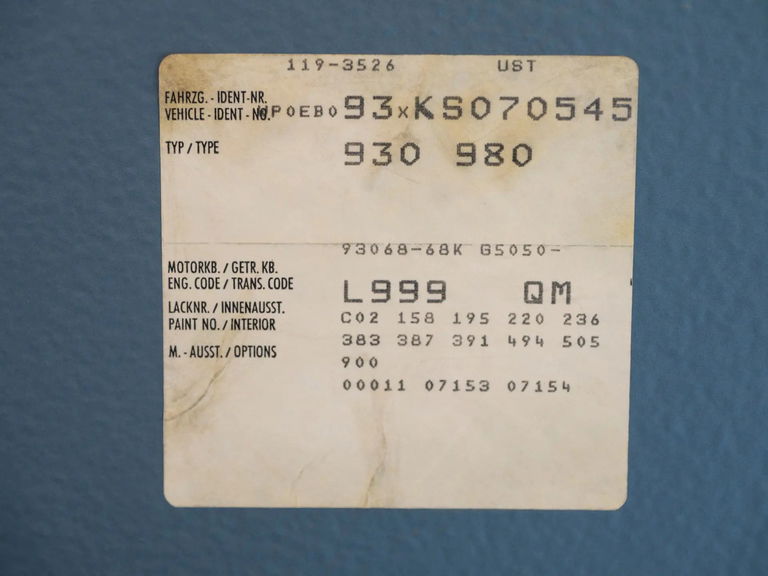 119-3526 UST
FAHRZG. - IDENT-NR.
VEHICLE - IDENT - NO. WP0EB093xKS070545
TYP / TYPE 930 980
93068-68K G5050-
MOTORKB. / GETR. KB.
ENG. CODE / TRANS. CODE
L999 QM
LACKNR. / INNENAUSST.
PAINT NO. / INTERIOR
C02 158 195 220 236
383 387 391 494 505
M. - AUSST. / OPTIONS
900
00011 07153 07154